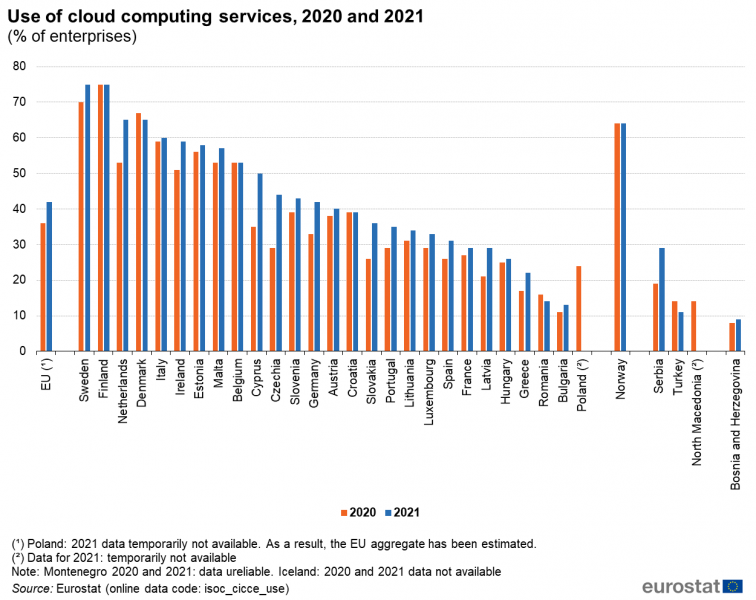 Use of cloud computing services, 2020 and 2021
(% of enterprises)
80
70
60
50
40
30
20
10
0
EU (¹)
Sweden
Finland
Netherlands
Denmark
Italy
Ireland
Estonia
Malta
Belgium
Cyprus
Czechia
Slovenia
Germany
Austria
Croatia
Slovakia
Portugal
Lithuania
Luxembourg
Spain
France
Latvia
Hungary
Greece
Romania
Bulgaria
Poland (²)
Norway
Serbia
Turkey
North Macedonia (²)
Bosnia and Herzegovina
2020 2021
(¹) Poland: 2021 data temporarily not available. As a result, the EU aggregate has been estimated.
(²) Data for 2021: temporarily not available
Note: Montenegro 2020 and 2021: data ureliable. Iceland: 2020 and 2021 data not available
Source: Eurostat (online data code: isoc_cicce_use)
eurostat